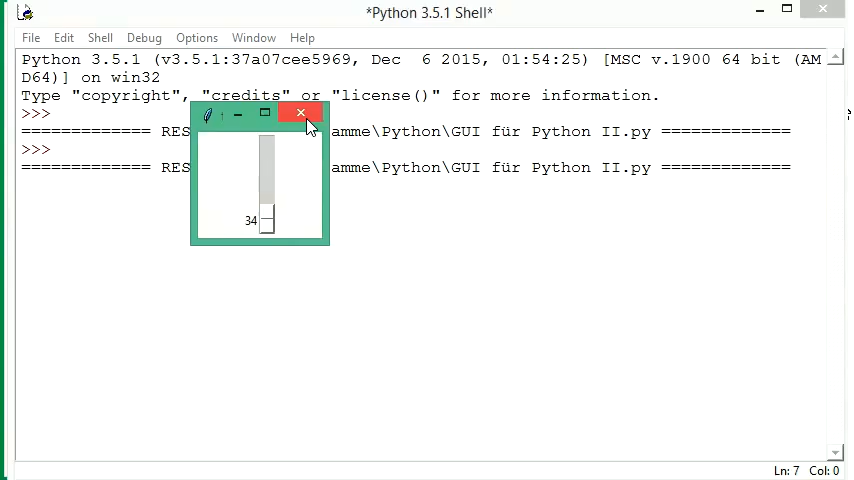 *Python 3.5.1 Shell*
File Edit Shell Debug Options Window Help
Python 3.5.1 (v3.5.1:37a07cee5969, Dec  6 2015, 01:54:25) [MSC v.1900 64 bit (AM
D64)] on win32
Type "copyright", "credits" or "license()" for more information.
>>>
============= RES amme\Python\GUI für Python II.py =============
>>>
============= RES amme\Python\GUI für Python II.py =============
34
Ln: 7 Col: 0